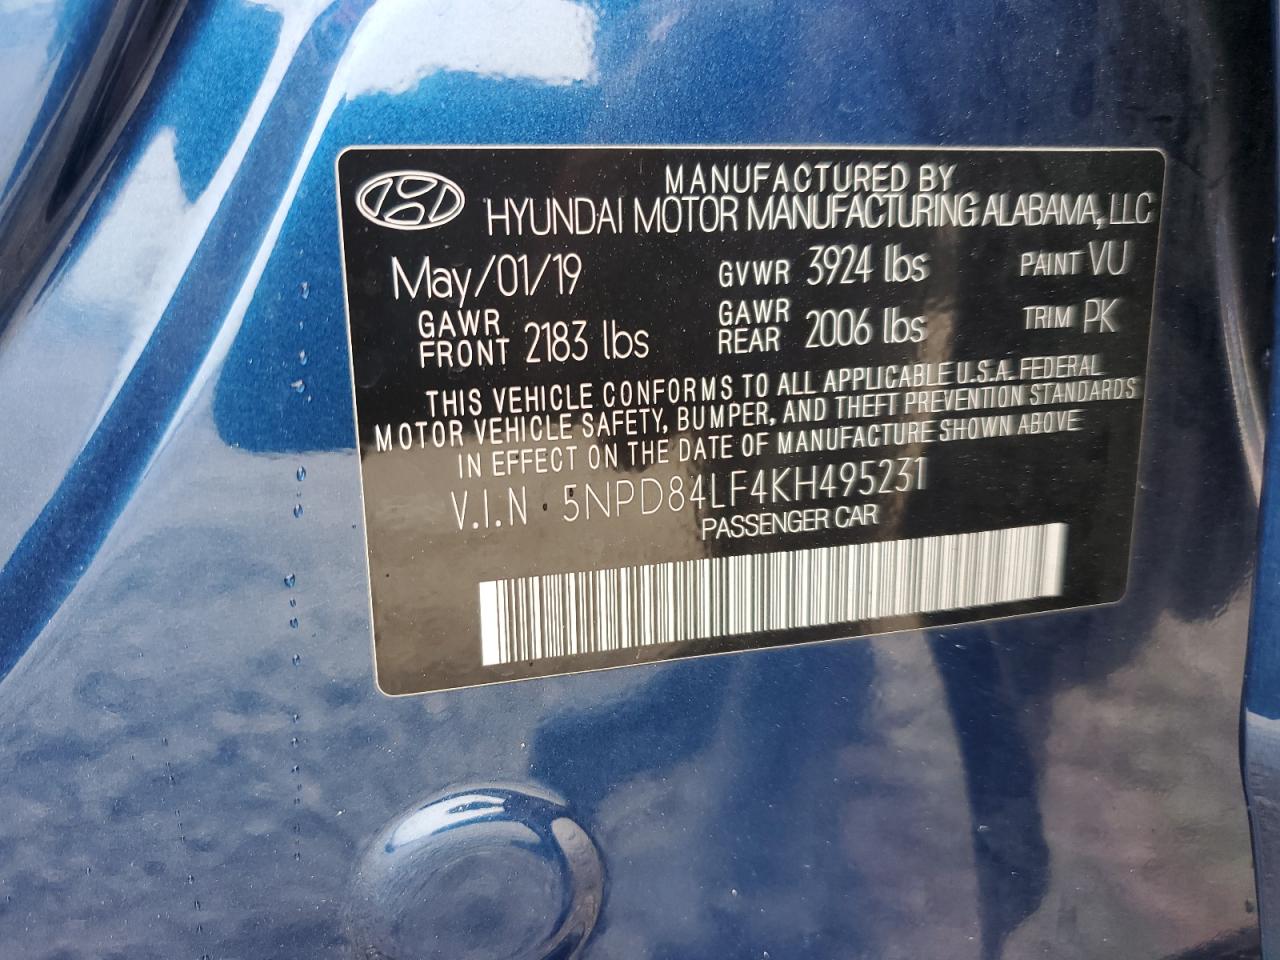 MANUFACTURED BY
HYUNDAI MOTOR MANUFACTURING ALABAMA, LLC
May/01/19 GVWR 3924 lbs PAINT VU
GAWR FRONT 2183 lbs GAWR REAR 2006 lbs TRIM PK
THIS VEHICLE CONFORMS TO ALL APPLICABLE U.S.A. FEDERAL
MOTOR VEHICLE SAFETY, BUMPER, AND THEFT PREVENTION STANDARDS
IN EFFECT ON THE DATE OF MANUFACTURE SHOWN ABOVE
V.I.N 5NPD84LF4KH495231
PASSENGER CAR